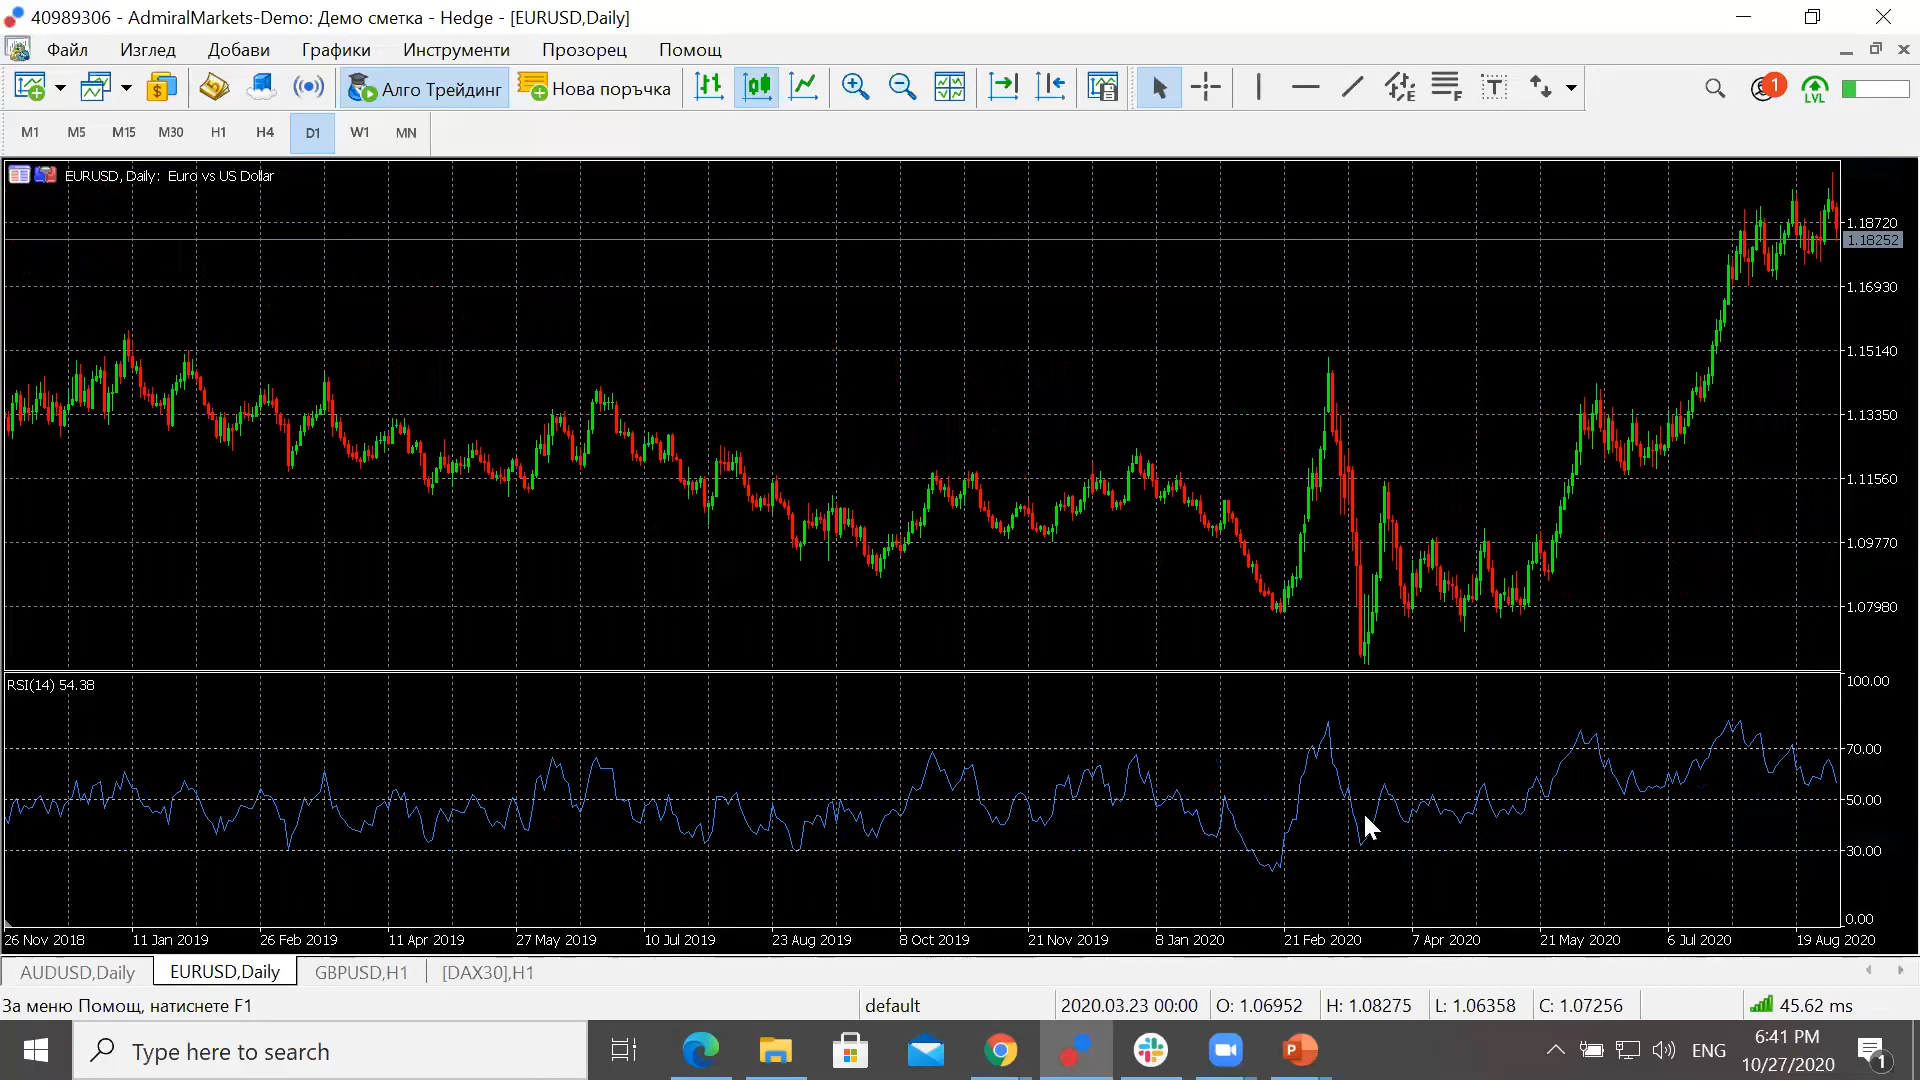 40989306 - AdmiralMarkets-Demo: Демо сметка - Hedge - [EURUSD,Daily]
Файл Изглед Добави Графики Инструменти Прозорец Помощ
Алго Трейдинг Нова поръчка 1 LVL
M1 M5 M15 M30 H1 H4 D1 W1 MN
EURUSD, Daily: Euro vs US Dollar
1.18720
1.18252
1.16930
1.15140
1.13350
1.11560
1.09770
1.07980
RSI(14) 54.38
100.00
70.00
50.00
30.00
0.00
26 Nov 2018 11 Jan 2019 26 Feb 2019 11 Apr 2019 27 May 2019 10 Jul 2019 23 Aug 2019 8 Oct 2019 21 Nov 2019 8 Jan 2020 21 Feb 2020 7 Apr 2020 21 May 2020 6 Jul 2020 19 Aug 2020
AUDUSD,Daily EURUSD,Daily GBPUSD,H1 [DAX30],H1
За меню Помощ, натиснете F1 default 2020.03.23 00:00 O: 1.06952 H: 1.08275 L: 1.06358 C: 1.07256 45.62 ms
Type here to search ENG 6:41 PM
10/27/2020 1